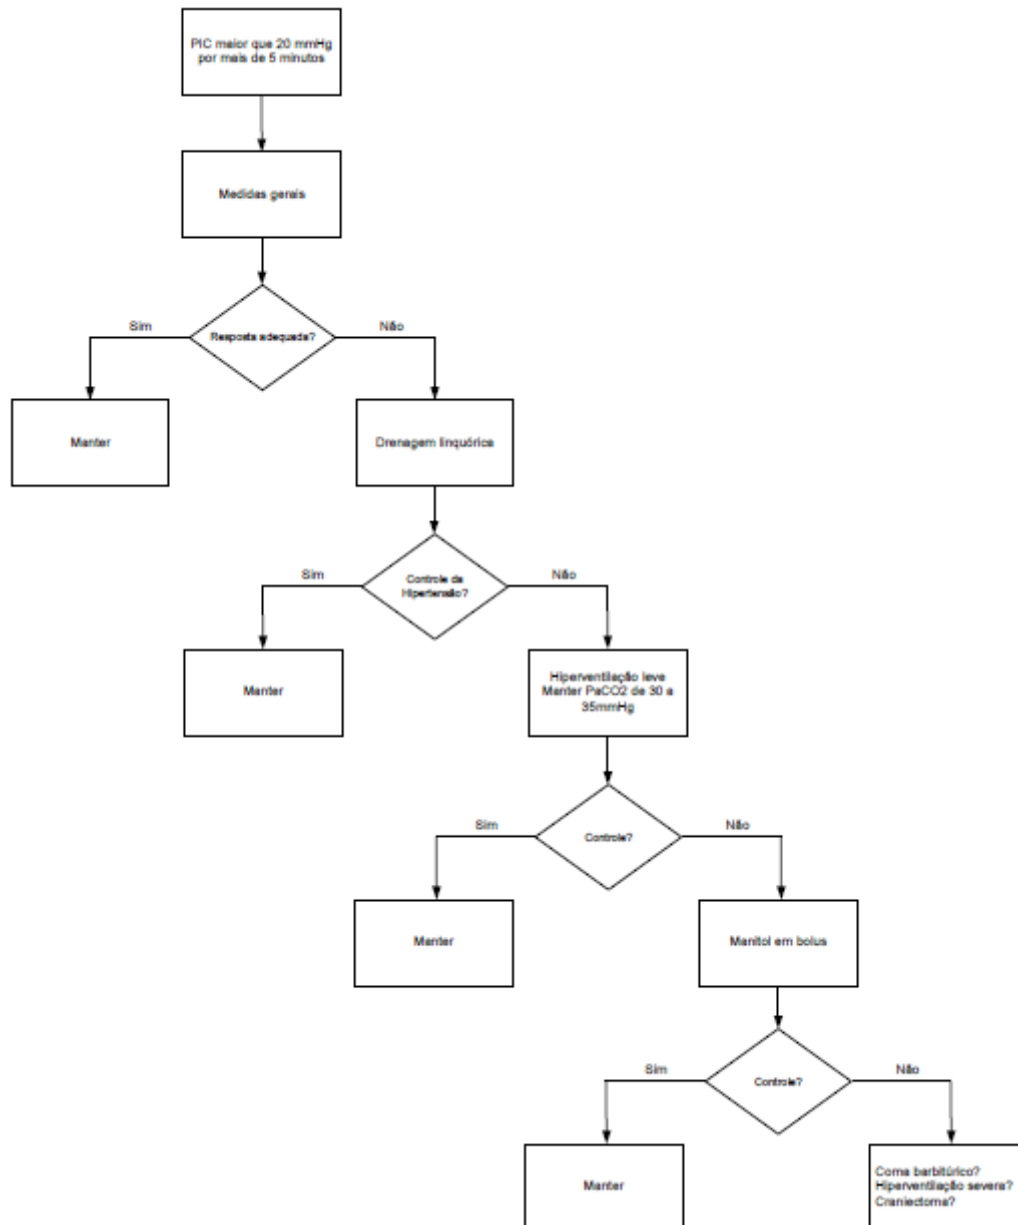 PIC maior que 20 mmHg
por mais de 5 minutos
Medidas gerais
Resposta adequada?
Sim
Não
Manter
Drenagem linquórica
Controle da
Hipertensão?
Sim
Não
Manter
Hiperventilação leve
Manter PaCO2 de 30 a
35mmHg
Controle?
Sim
Não
Manter
Manitol em bolus
Controle?
Sim
Não
Manter
Coma barbitúrico?
Hiperventilação severa?
Craniectoma?